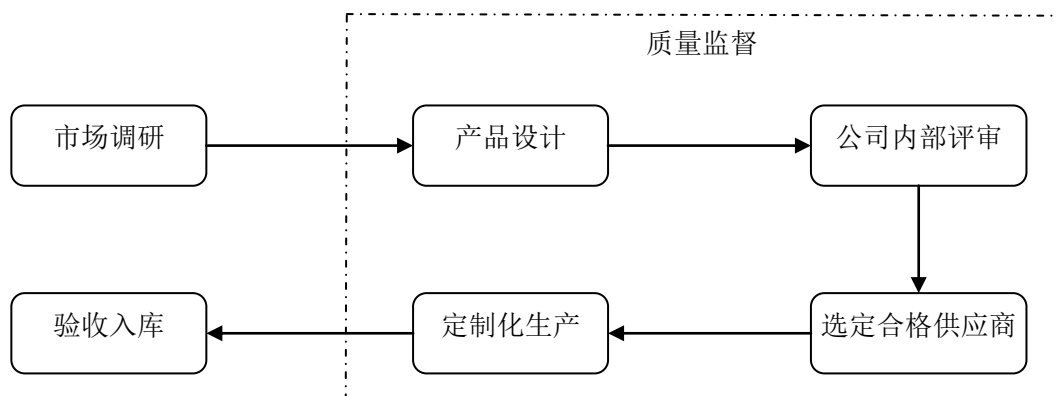 质量监督
市场调研
产品设计
公司内部评审
验收入库
定制化生产
选定合格供应商